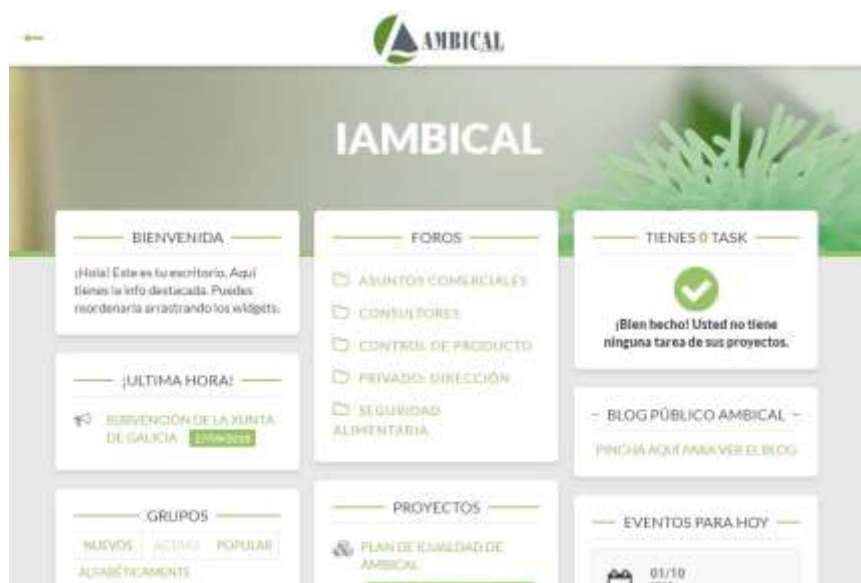 AMBICAL
IAMBICAL
BIENVENIDA
¡Hola! Este es tu escritorio. Aquí
tienes la info destacada. Puedes
reordenarla arrastrando los widgets.
¡ULTIMA HORA!
SUBVENCIÓN DE LA XUNTA
DE GALICIA
GRUPOS
NUEVOS ACTIVO POPULAR
ALFABÉTICAMENTE
FOROS
ASUNTOS COMERCIALES
CONSULTORES
CONTROL DE PRODUCTO
PRIVADO: DIRECCIÓN
SEGURIDAD
ALIMENTARIA
PROYECTOS
PLAN DE IGUALDAD DE
AMBICAL
TIENES 0 TASK
¡Bien hecho! Usted no tiene
ninguna tarea de sus proyectos.
BLOG PÚBLICO AMBICAL
PINCHA AQUÍ PARA VER EL BLOG
EVENTOS PARA HOY
01/10